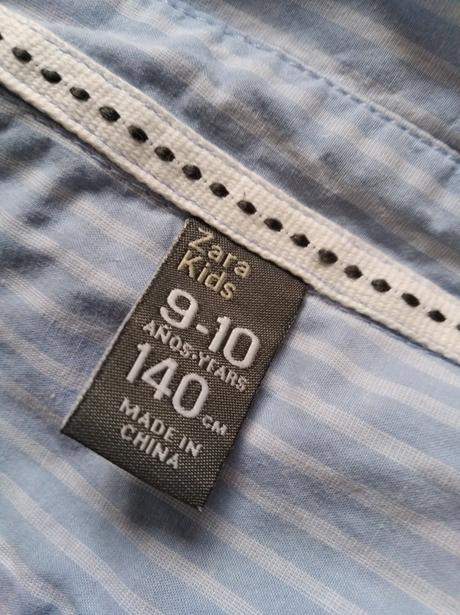 Zara
Kids
9-10
AÑOS-YEARS
140 CM
MADE IN
CHINA